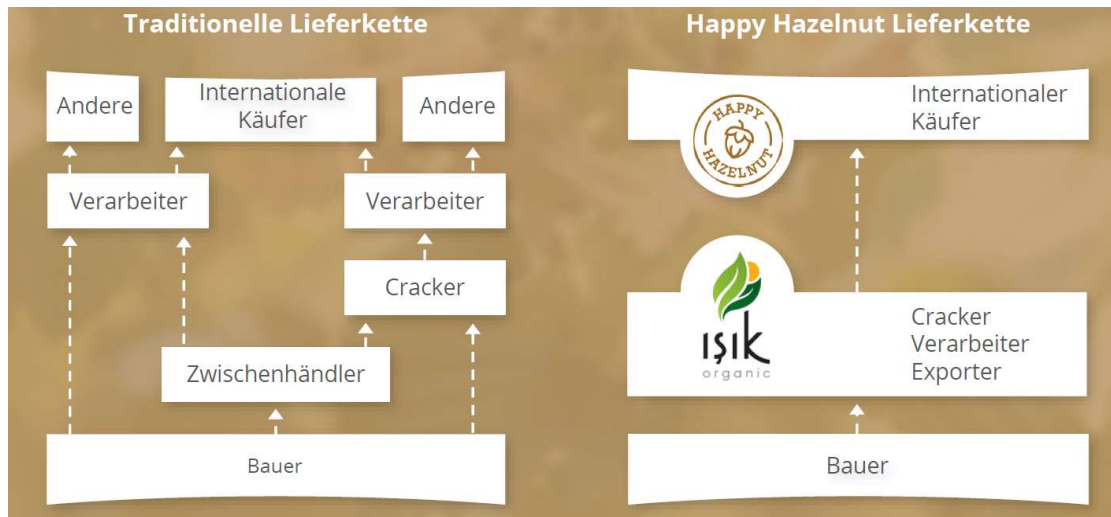 Traditionelle Lieferkette
Andere
Internationale
Käufer
Andere
Verarbeiter
Verarbeiter
Cracker
Zwischenhändler
Bauer
Happy Hazelnut Lieferkette
HAPPY
HAZELNUT
Internationaler
Käufer
ışık
organic
Cracker
Verarbeiter
Exporter
Bauer